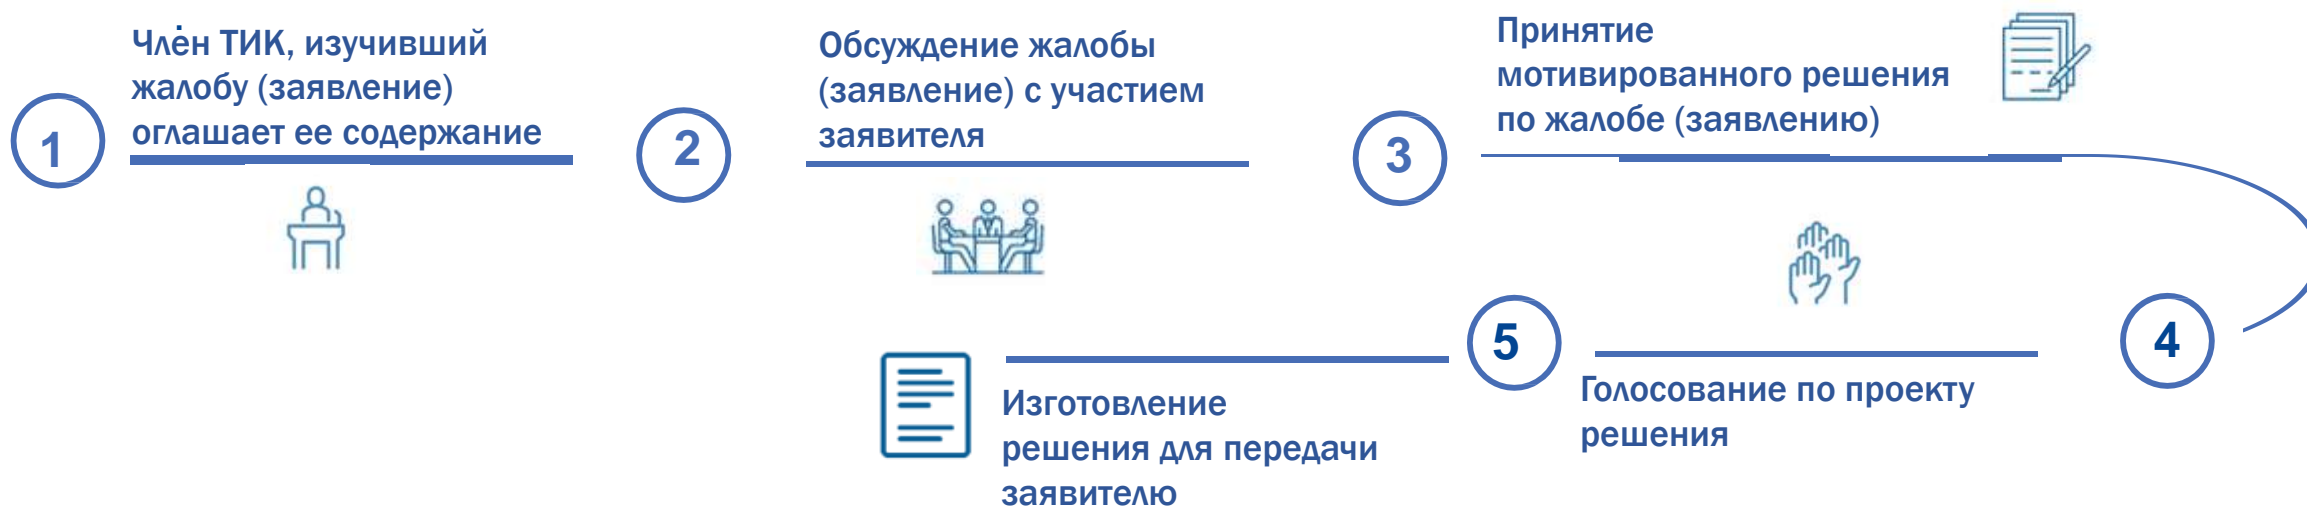 1
Член ТИК, изучивший
жалобу (заявление)
оглашает ее содержание
2
Обсуждение жалобы
(заявление) с участием
заявителя
3
Принятие
мотивированного решения
по жалобе (заявлению)
4
Голосование по проекту
решения
5
Изготовление
решения для передачи
заявителю